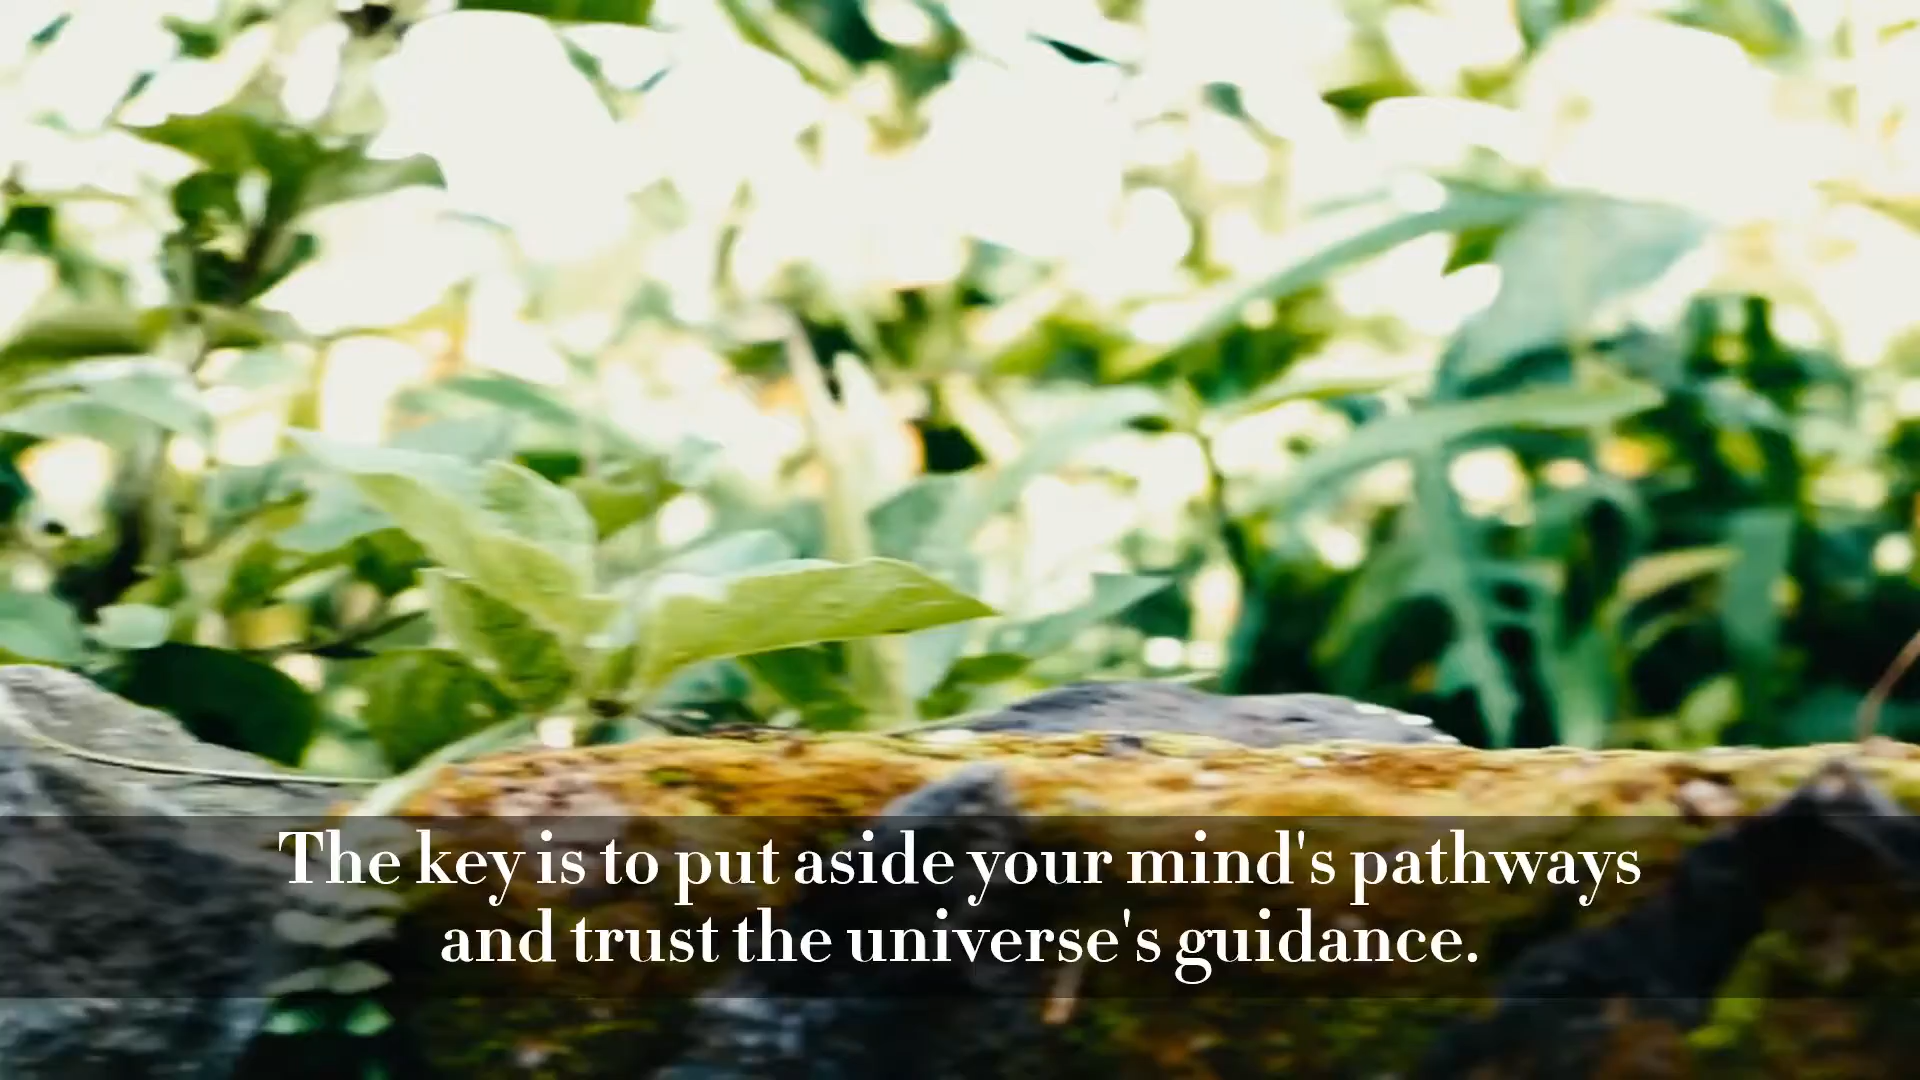 The key is to put aside your mind's pathways
and trust the universe's guidance.